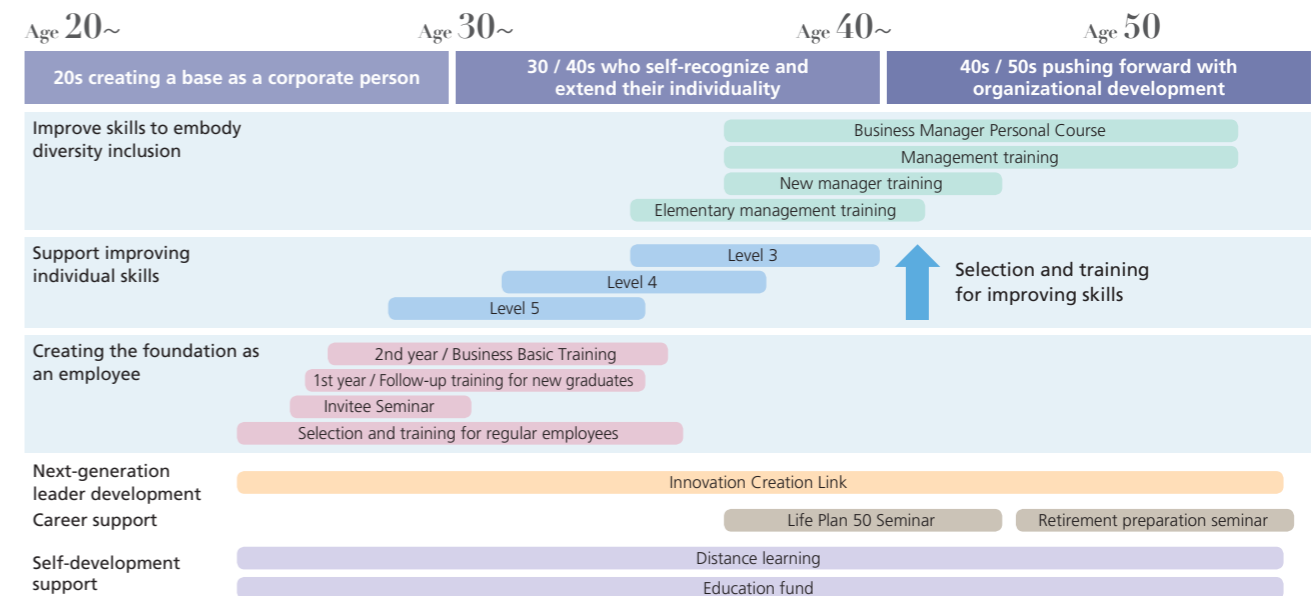 Age 20~
Age 30~
Age 40~
Age 50
20s creating a base as a corporate person
30 / 40s who self-recognize and
extend their individuality
40s / 50s pushing forward with
organizational development
Improve skills to embody
diversity inclusion
Business Manager Personal Course
Management training
New manager training
Elementary management training
Support improving
individual skills
Level 3
Level 4
Level 5
Selection and training
for improving skills
Creating the foundation as
an employee
2nd year / Business Basic Training
1st year / Follow-up training for new graduates
Invitee Seminar
Selection and training for regular employees
Next-generation
leader development
Innovation Creation Link
Career support
Life Plan 50 Seminar
Retirement preparation seminar
Self-development
support
Distance learning
Education fund